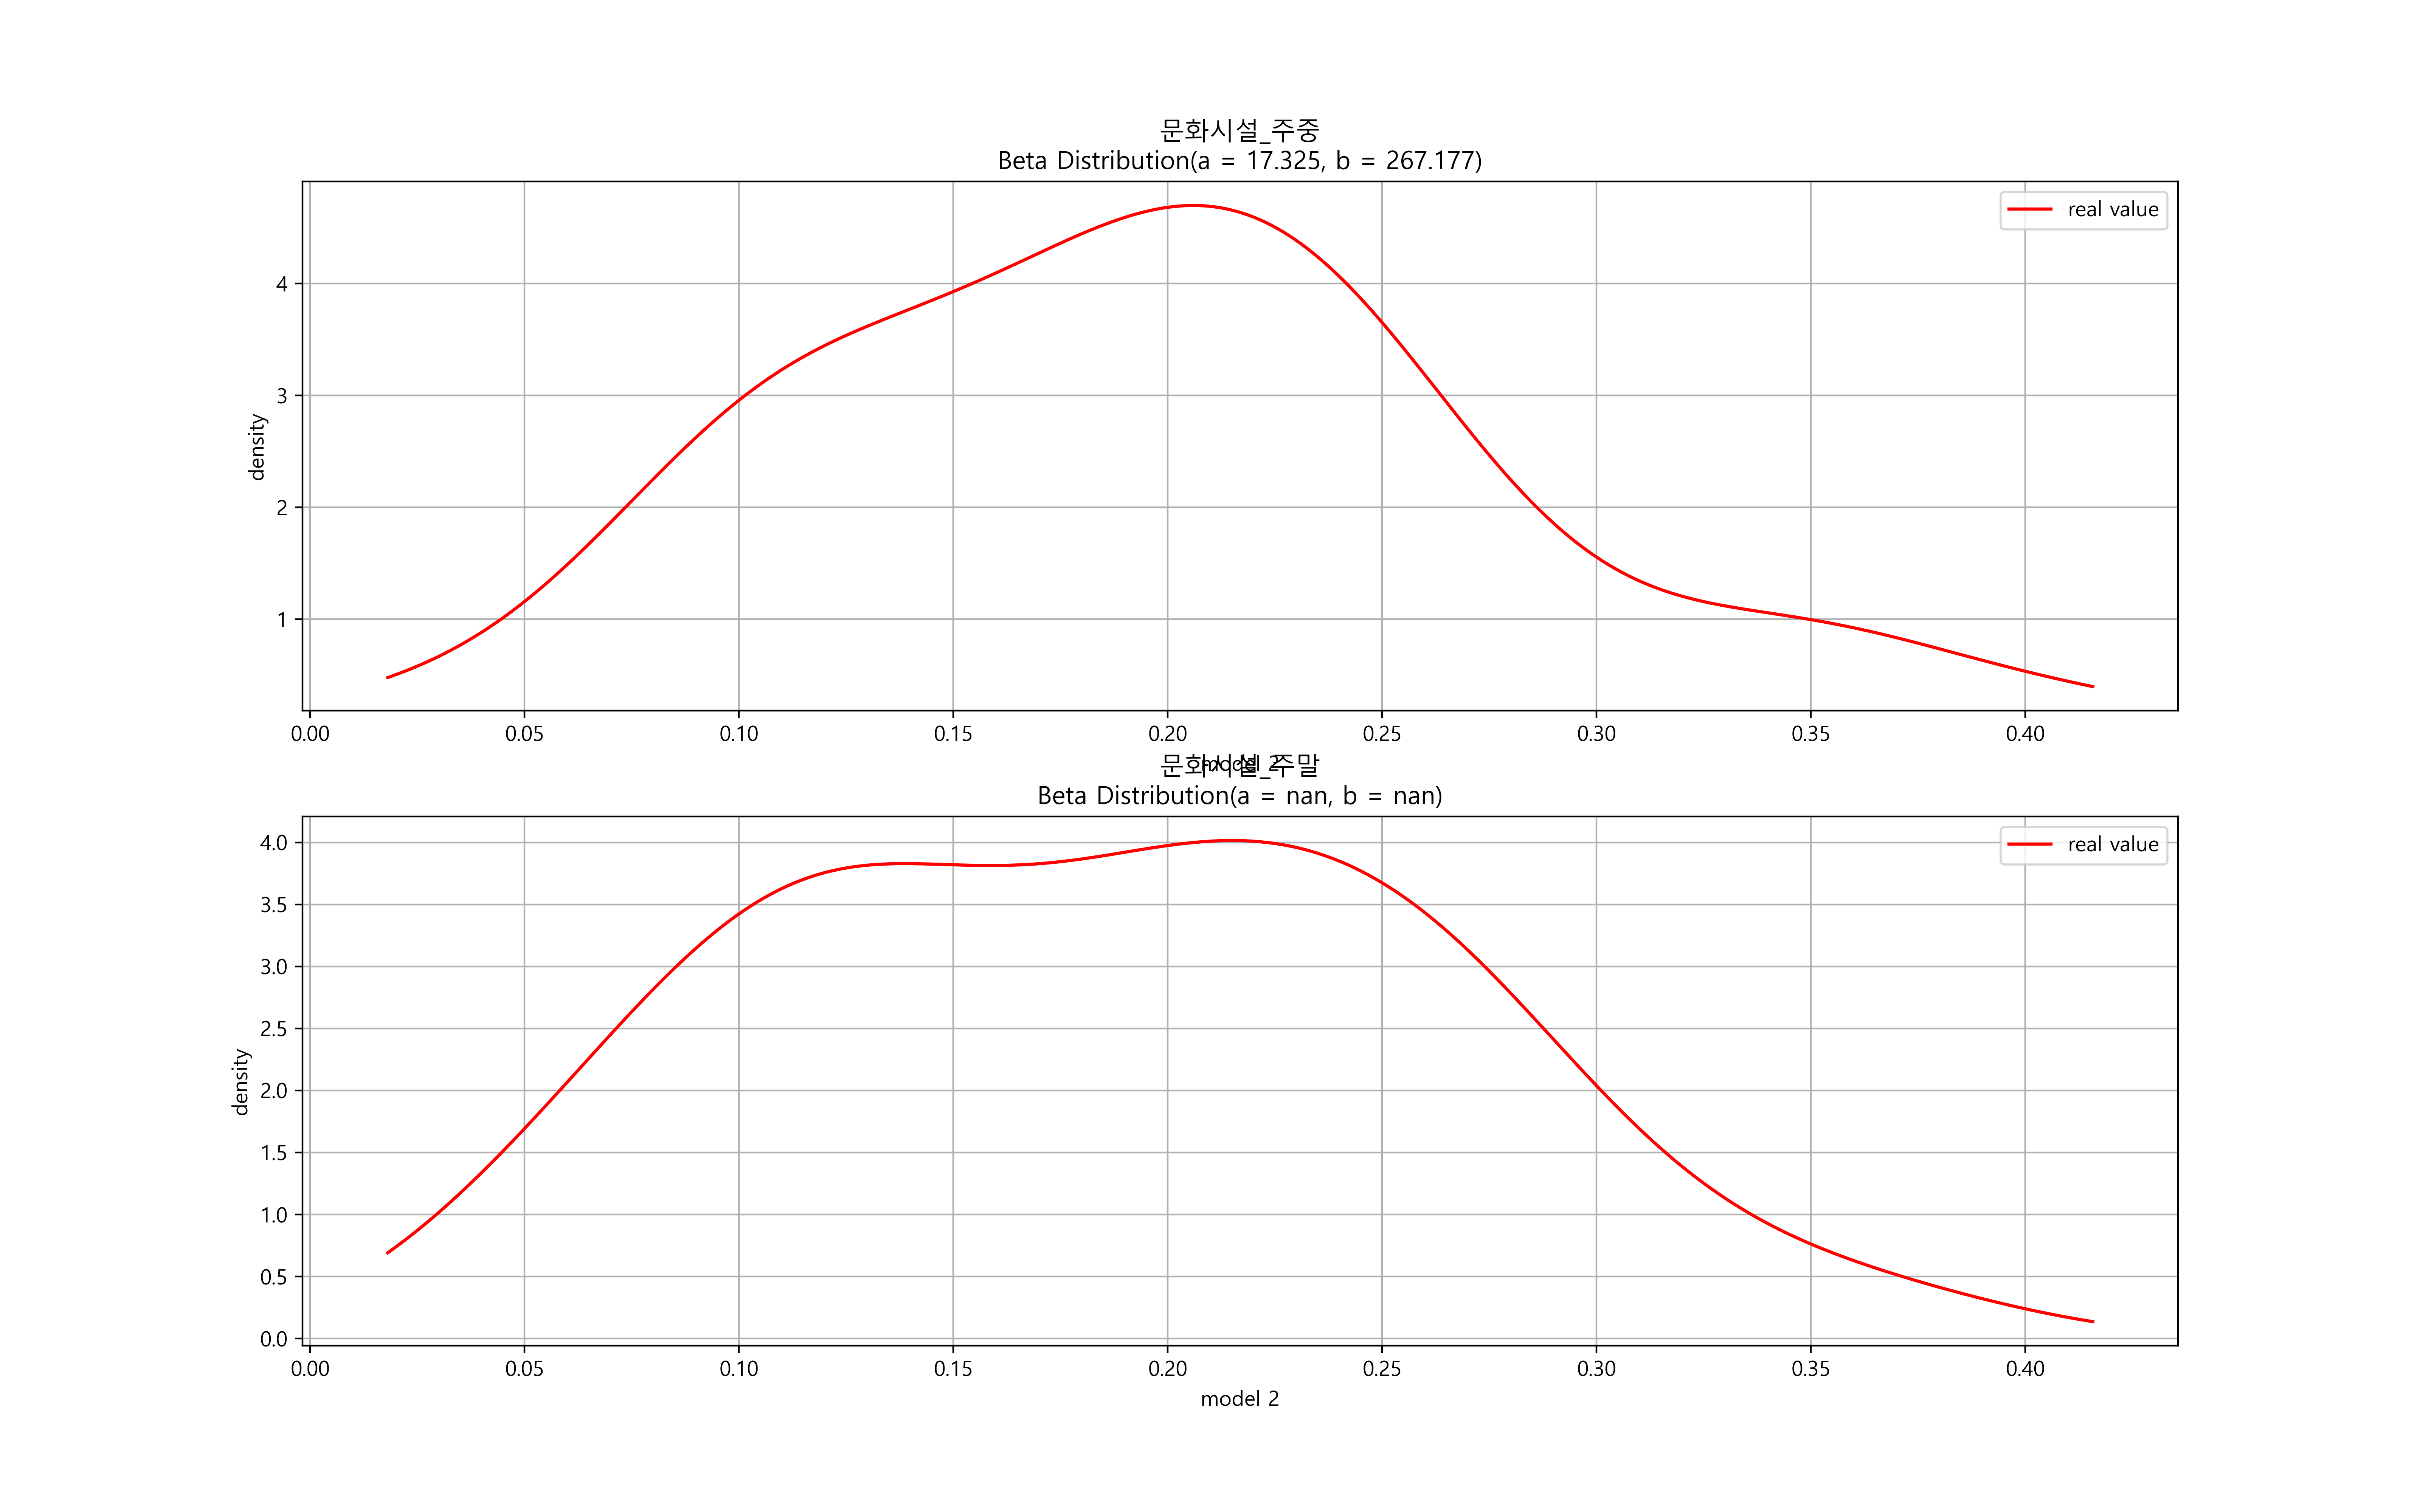 문화시설_주중
Beta Distribution(a = 17.325, b = 267.177)
real value
density
4
3
2
1
0.00 0.05 0.10 0.15 0.20 0.25 0.30 0.35 0.40
model 2
문화시설_주말
Beta Distribution(a = nan, b = nan)
real value
density
4.0
3.5
3.0
2.5
2.0
1.5
1.0
0.5
0.0
0.00 0.05 0.10 0.15 0.20 0.25 0.30 0.35 0.40
model 2